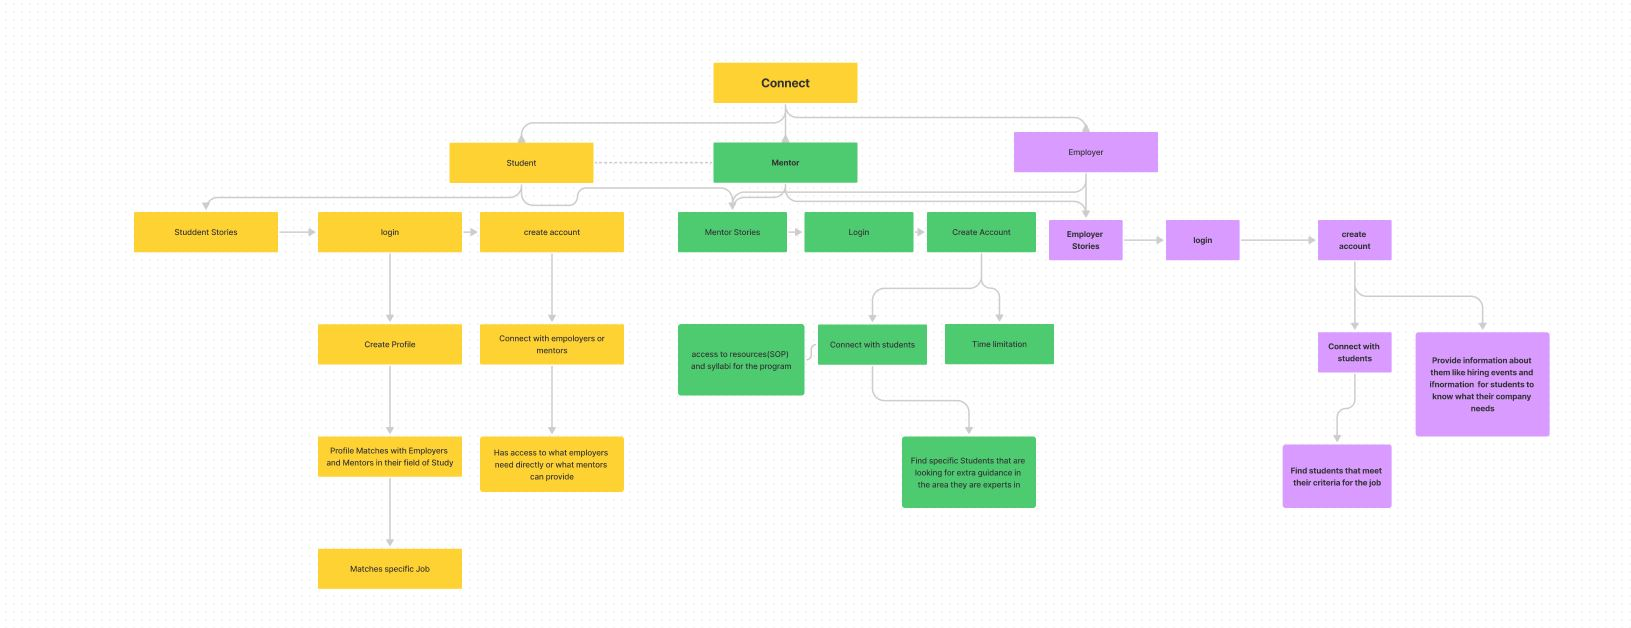 Connect
Student
Mentor
Employer
Studdent Stories
login
create account
Mentor Stories
Login
Create Account
Employer
Stories
login
create
account
Create Profile
Connect with empoloyers or
mentors
access to resources(SOP)
and syllabi for the program
Connect with students
Time limitation
Connect with
students
Provide information about
them like hiring events and
ifnormation  for students to
know what their company
needs
Profile Matches with Employers
and Mentors in their field of Study
Has access to what employers
need directly or what mentors
can provide
Find specific Students that are
looking for extra guidance in
the area they are experts in
Find students that meet
their criteria for the job
Matches specific Job